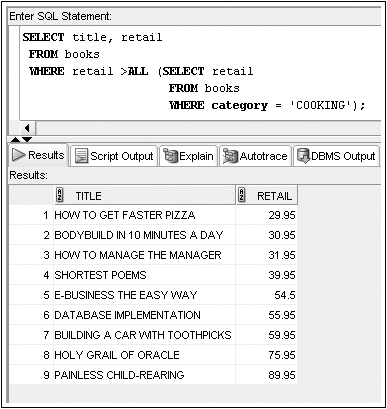 Enter SQL Statement:
SELECT title, retail
FROM books
WHERE retail >ALL (SELECT retail
FROM books
WHERE category = 'COOKING');
Results Script Output Explain Autotrace DBMS Output
Results:
TITLE RETAIL
1 HOW TO GET FASTER PIZZA 29.95
2 BODYBUILD IN 10 MINUTES A DAY 30.95
3 HOW TO MANAGE THE MANAGER 31.95
4 SHORTEST POEMS 39.95
5 E-BUSINESS THE EASY WAY 54.5
6 DATABASE IMPLEMENTATION 55.95
7 BUILDING A CAR WITH TOOTHPICKS 59.95
8 HOLY GRAIL OF ORACLE 75.95
9 PAINLESS CHILD-REARING 89.95